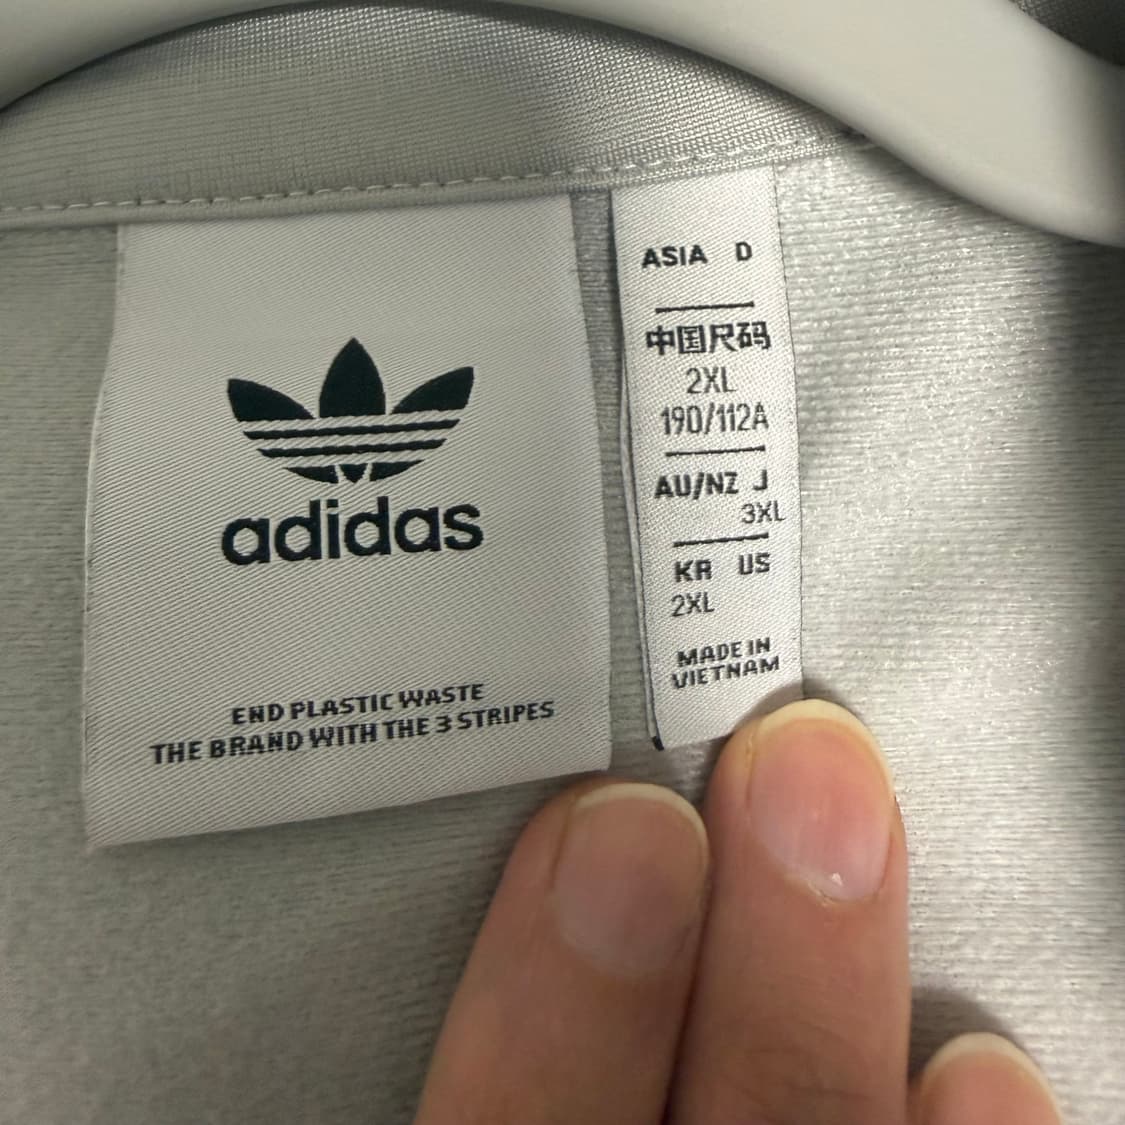 adidas
END PLASTIC WASTE
THE BRAND WITH THE 3 STRIPES
ASIA D
中国尺码
2XL
190/112A
AU/NZ J
3XL
KR US
2XL
MADE IN
VIETNAM